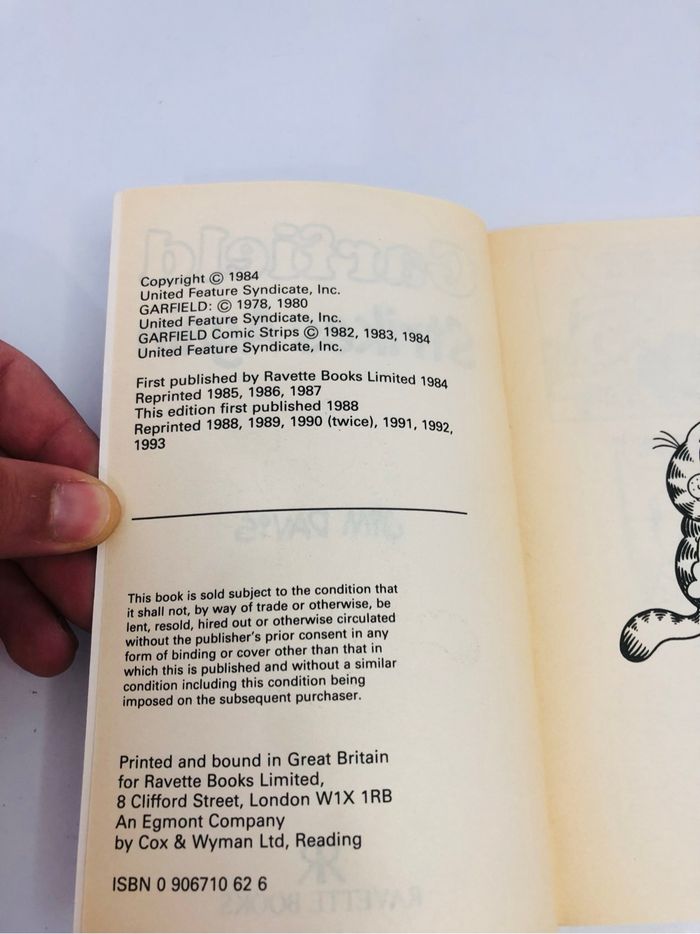 Copyright © 1984
United Feature Syndicate, Inc.
GARFIELD: © 1978, 1980
United Feature Syndicate, Inc.
GARFIELD Comic Strips © 1982, 1983, 1984
United Feature Syndicate, Inc.
First published by Ravette Books Limited 1984
Reprinted 1985, 1986, 1987
This edition first published 1988
Reprinted 1988, 1989, 1990 (twice), 1991, 1992,
1993
This book is sold subject to the condition that
it shall not, by way of trade or otherwise, be
lent, resold, hired out or otherwise circulated
without the publisher's prior consent in any
form of binding or cover other than that in
which this is published and without a similar
condition including this condition being
imposed on the subsequent purchaser.
Printed and bound in Great Britain
for Ravette Books Limited,
8 Clifford Street, London W1X 1RB
An Egmont Company
by Cox & Wyman Ltd, Reading
ISBN 0 906710 62 6